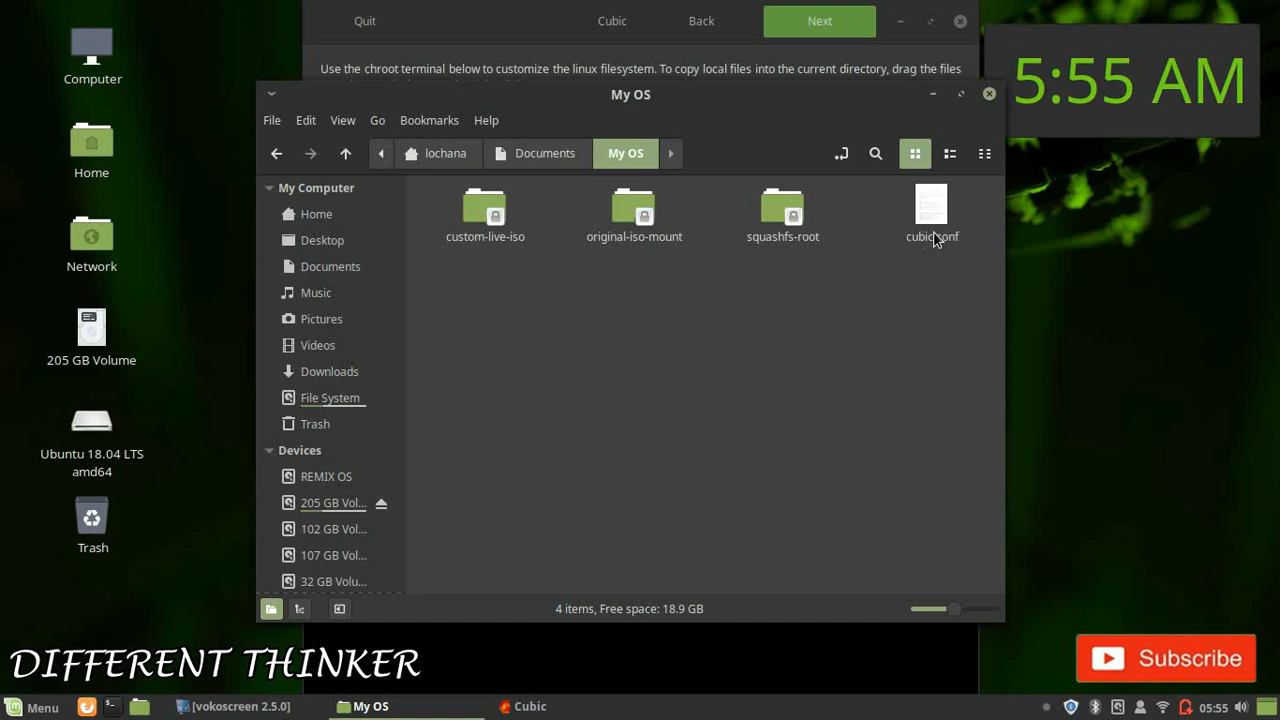 Quit
Cubic
Back
Next
Use the chroot terminal below to customize the linux filesystem. To copy local files into the current directory, drag the files
5:55 AM
My OS
File
Edit
View
Go
Bookmarks
Help
lochana
Documents
My OS
My Computer
Home
Desktop
Documents
Music
Pictures
Videos
Downloads
File System
Trash
Devices
REMIX OS
205 GB Vol...
102 GB Vol...
107 GB Vol...
32 GB Volu...
custom-live-iso
original-iso-mount
squashfs-root
4 items, Free space: 18.9 GB
Computer
Home
Network
205 GB Volume
Ubuntu 18.04 LTS
amd64
Trash
DIFFERENT THINKER
Subscribe
Menu
[vokoscreen 2.5.0]
My OS
Cubic
05:55